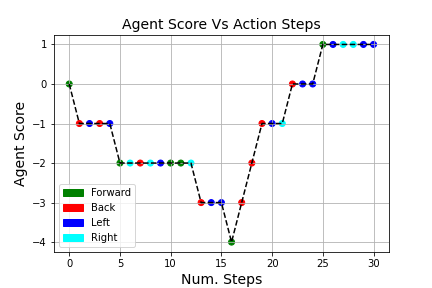 Agent Score Vs Action Steps
1
0
−1
−2
−3
−4
Agent Score
Forward
Back
Left
Right
0 5 10 15 20 25 30
Num. Steps